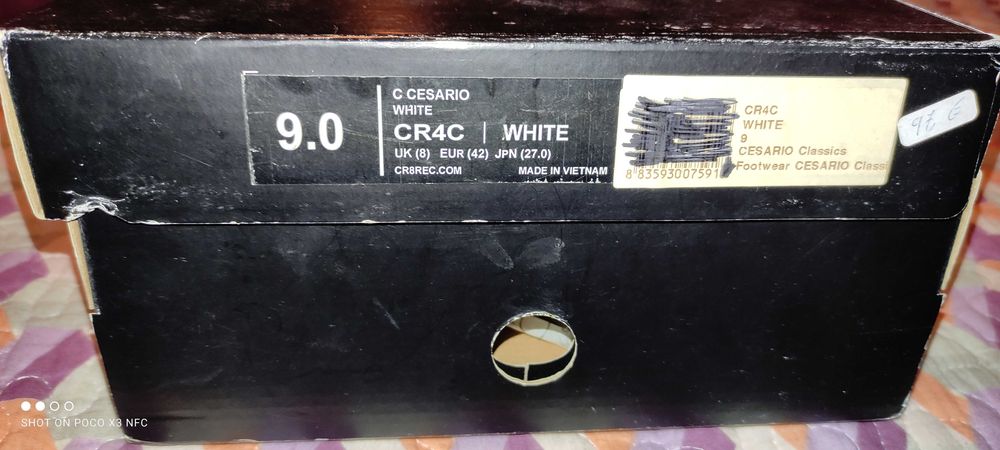 9.0
C CESARIO
WHITE
CR4C | WHITE
UK (8) EUR (42) JPN (27.0)
CR8REC.COM MADE IN VIETNAM
CR4C
WHITE
9
CESARIO Classics
Footwear CESARIO Classi
8 83593007591
€
SHOT ON POCO X3 NFC